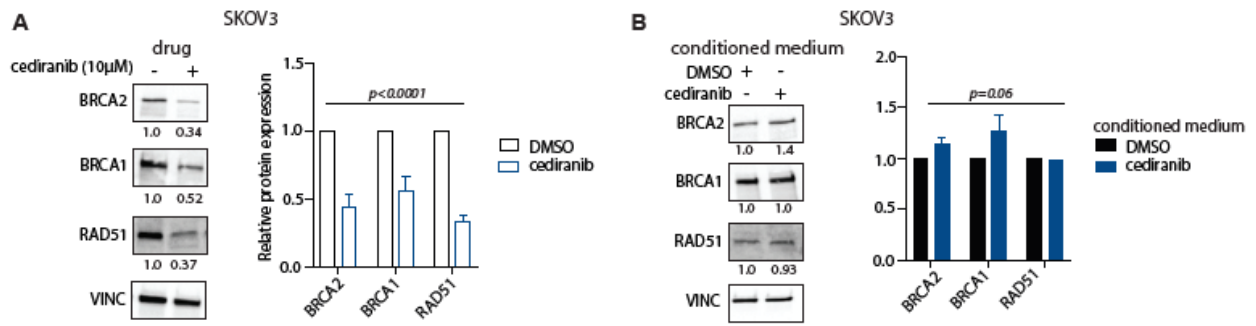 A
SKOV3
drug
cediranib (10µM) - +
BRCA2
1.0 0.34
BRCA1
1.0 0.52
RAD51
1.0 0.37
VINC
Relative protein expression
1.5
1.0
0.5
0.0
p<0.0001
BRCA2
BRCA1
RAD51
DMSO
cediranib
B
SKOV3
conditioned medium
DMSO + -
cediranib - +
BRCA2
1.0 1.4
BRCA1
1.0 1.0
RAD51
1.0 0.93
VINC
2.0
1.5
1.0
0.5
0.0
p=0.06
BRCA2
BRCA1
RAD51
conditioned medium
DMSO
cediranib